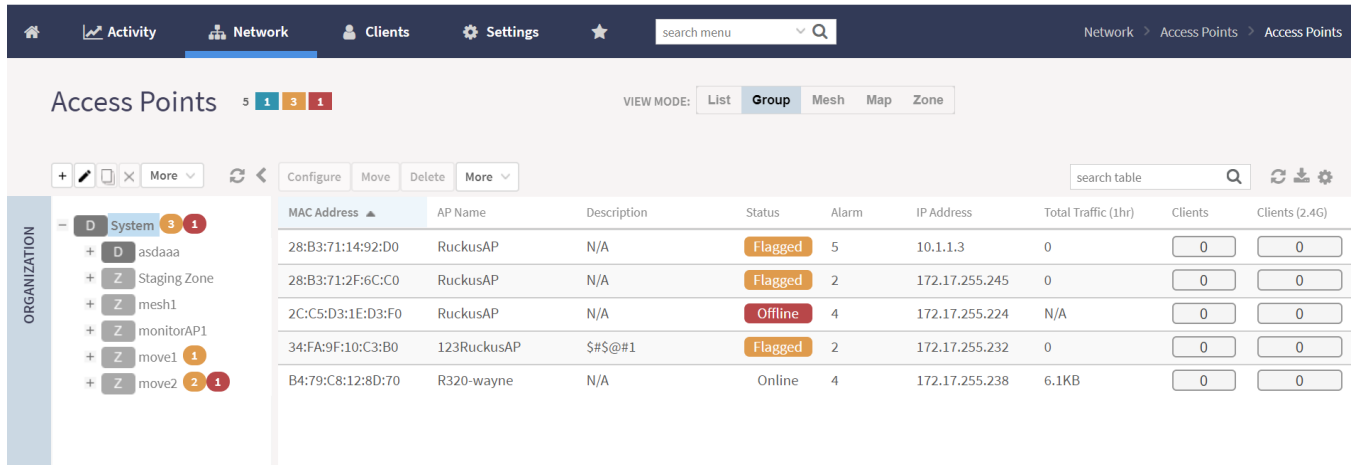 Activity Network Clients Settings search menu Network > Access Points > Access Points
Access Points 5 1 3 1 VIEW MODE: List Group Mesh Map Zone
More Configure Move Delete More search table
ORGANIZATION
D System 3 1
D asdaaa
Z Staging Zone
Z mesh1
Z monitorAP1
Z move1 1
Z move2 2 1
MAC Address AP Name Description Status Alarm IP Address Total Traffic (1hr) Clients Clients (2.4G)
28:B3:71:14:92:D0 RuckusAP N/A Flagged 5 10.1.1.3 0 0 0
28:B3:71:2F:6C:C0 RuckusAP N/A Flagged 2 172.17.255.245 0 0 0
2C:C5:D3:1E:D3:F0 RuckusAP N/A Offline 4 172.17.255.224 N/A 0 0
34:FA:9F:10:C3:B0 123RuckusAP $#$@#1 Flagged 2 172.17.255.232 0 0 0
B4:79:C8:12:8D:70 R320-wayne N/A Online 4 172.17.255.238 6.1KB 0 0